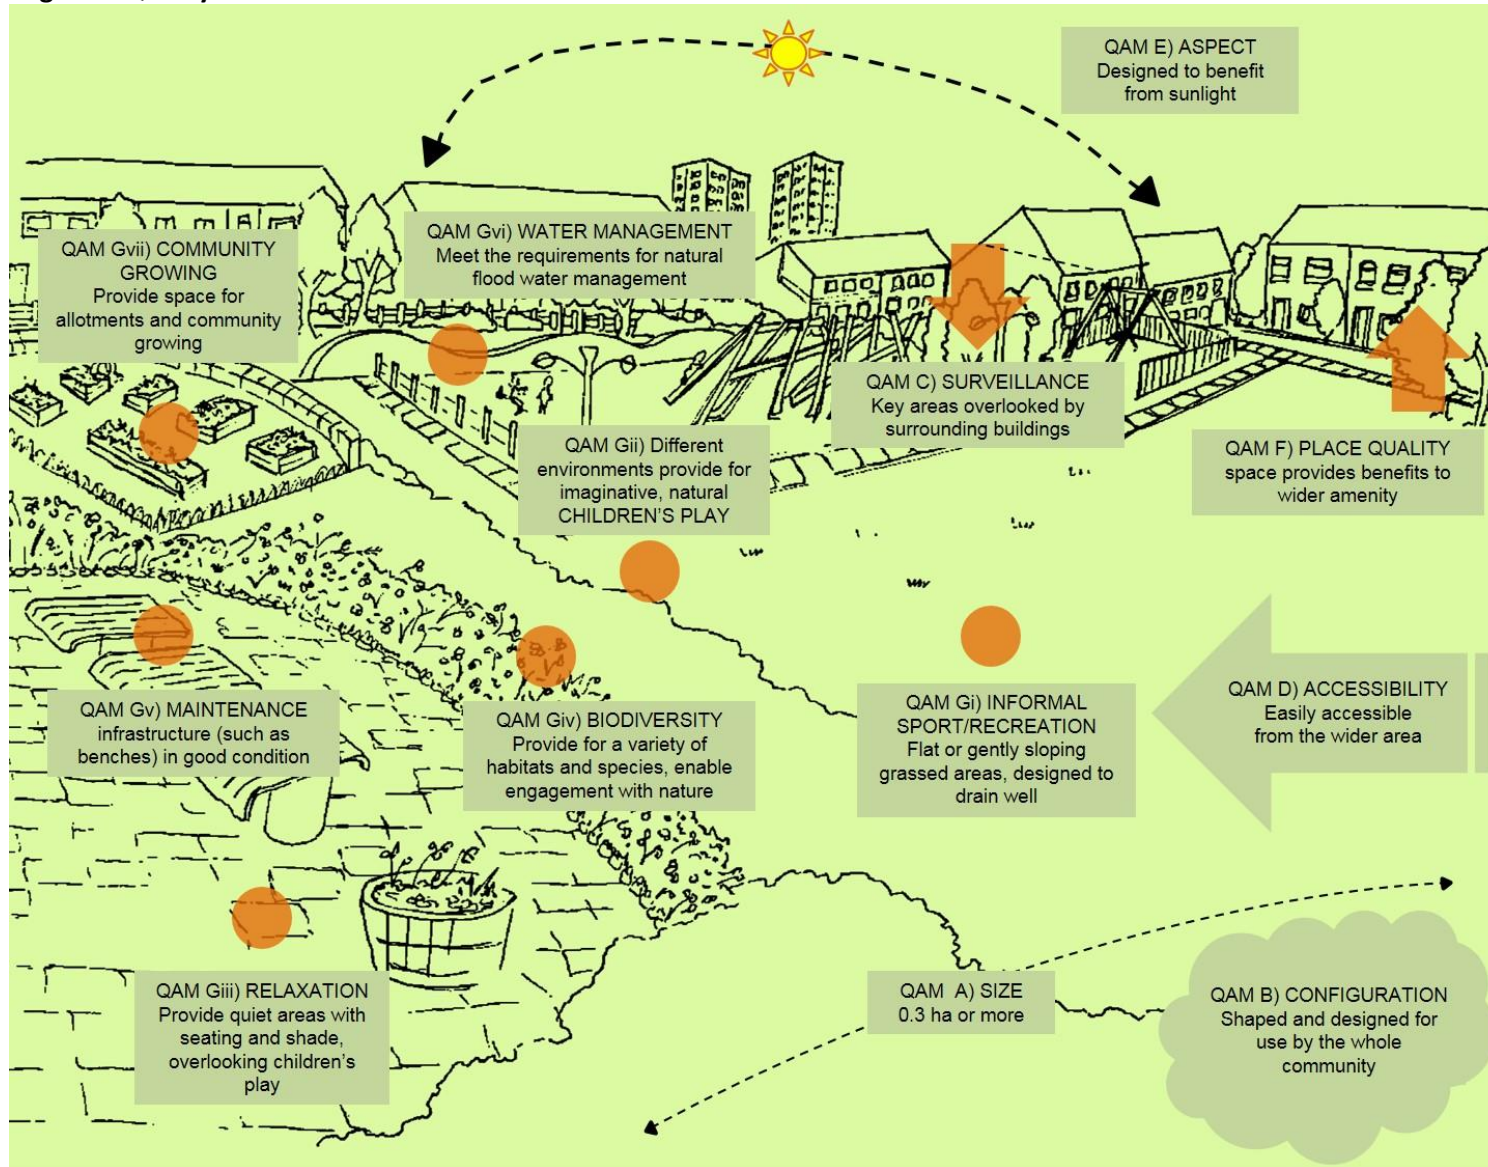 QAM E) ASPECT
Designed to benefit
from sunlight
QAM Gvii) COMMUNITY
GROWING
Provide space for
allotments and community
growing
QAM Gvi) WATER MANAGEMENT
Meet the requirements for natural
flood water management
QAM C) SURVEILLANCE
Key areas overlooked by
surrounding buildings
QAM F) PLACE QUALITY
space provides benefits to
wider amenity
QAM Gii) Different
environments provide for
imaginative, natural
CHILDREN'S PLAY
QAM Gv) MAINTENANCE
infrastructure (such as
benches) in good condition
QAM Giv) BIODIVERSITY
Provide for a variety of
habitats and species, enable
engagement with nature
QAM Gi) INFORMAL
SPORT/RECREATION
Flat or gently sloping
grassed areas, designed to
drain well
QAM D) ACCESSIBILITY
Easily accessible
from the wider area
QAM Giii) RELAXATION
Provide quiet areas with
seating and shade,
overlooking children's
play
QAM A) SIZE
0.3 ha or more
QAM B) CONFIGURATION
Shaped and designed for
use by the whole
community